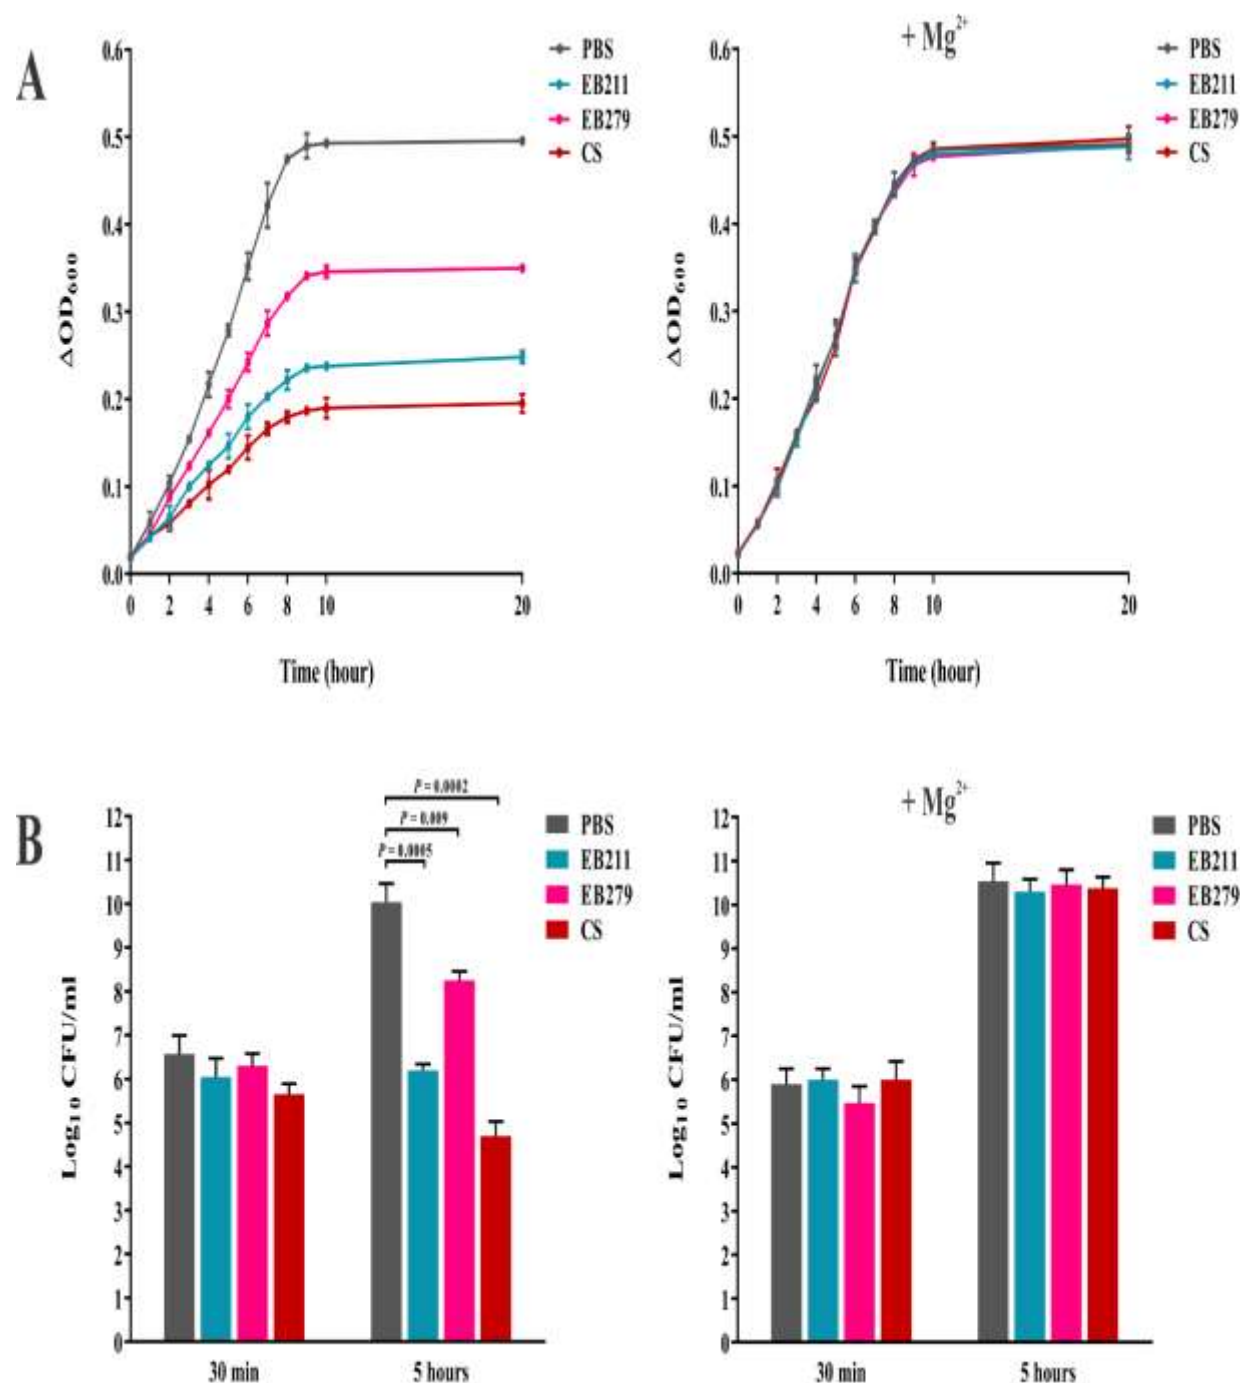 A
0.6
0.5
0.4
0.3
0.2
0.1
0.0
0 2 4 6 8 10 20
ΔOD600
Time (hour)
PBS
EB211
EB279
CS
+ Mg2+
0.6
0.5
0.4
0.3
0.2
0.1
0.0
0 2 4 6 8 10 20
ΔOD600
Time (hour)
PBS
EB211
EB279
CS
B
12
11
10
9
8
7
6
5
4
3
2
1
0
Log10 CFU/ml
30 min 5 hours
P = 0.0002
P = 0.009
P = 0.0005
PBS
EB211
EB279
CS
+ Mg2+
12
11
10
9
8
7
6
5
4
3
2
1
0
Log10 CFU/ml
30 min 5 hours
PBS
EB211
EB279
CS